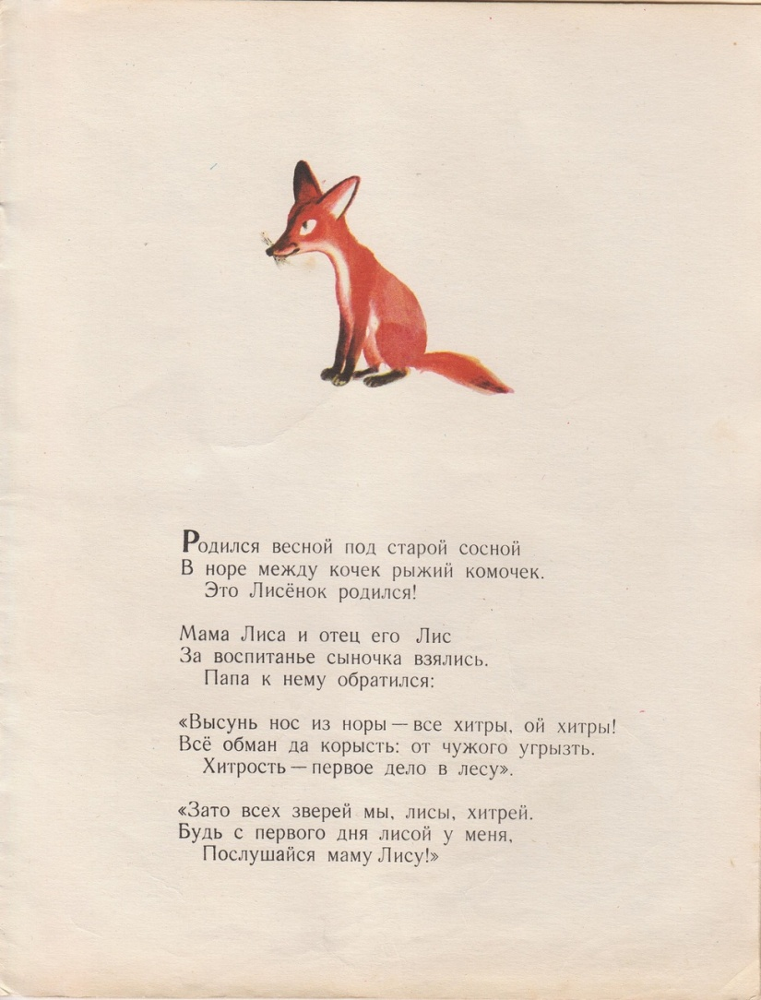 Родился весной под старой сосной
В норе между кочек рыжий комочек.
Это Лисёнок родился!
Мама Лиса и отец его Лис
За воспитанье сыночка взялись.
Папа к нему обратился:
«Высунь нос из норы — все хитры, ой хитры!
Всё обман да корысть: от чужого угрызть.
Хитрость — первое дело в лесу».
«Зато всех зверей мы, лисы, хитрей.
Будь с первого дня лисой у меня,
Послушайся маму Лису!»